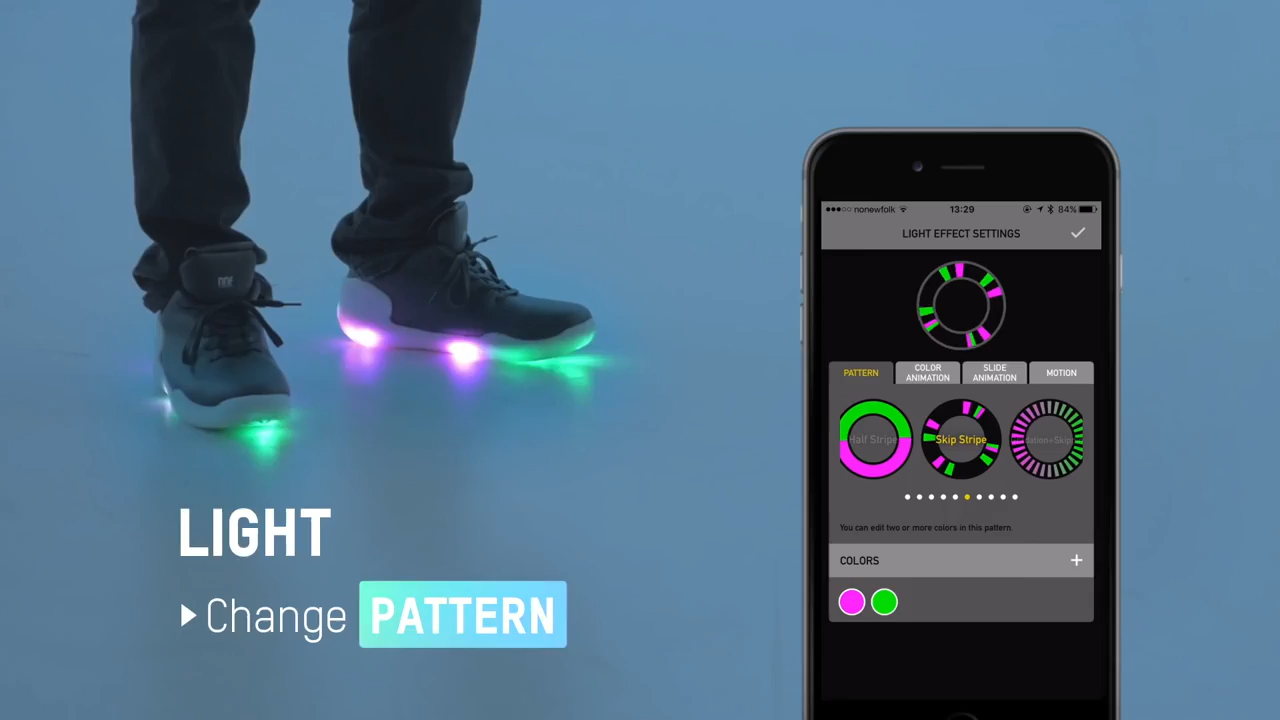 LIGHT
Change PATTERN
nonewfolk 13:29 84%
LIGHT EFFECT SETTINGS
PATTERN
COLOR
ANIMATION
SLIDE
ANIMATION
MOTION
Half Stripe
Skip Stripe
You can edit two or more colors in this pattern.
COLORS